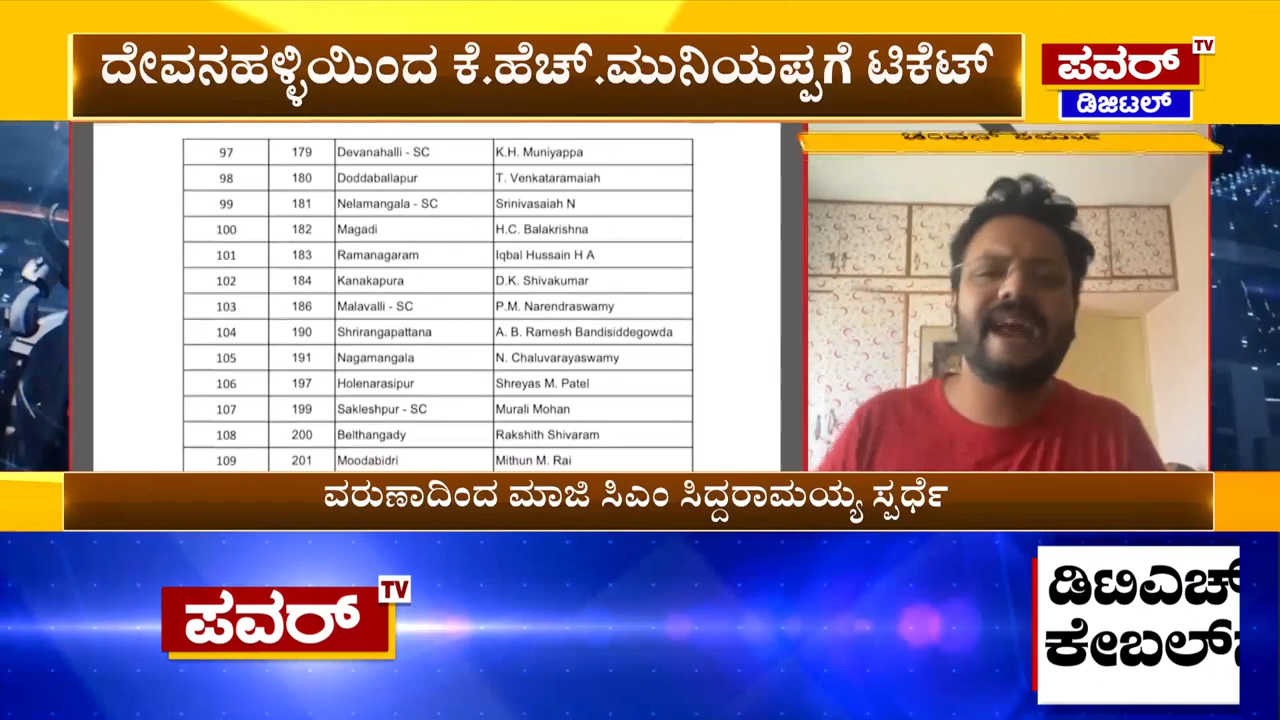 ದೇವನಹಳ್ಳಿಯಿಂದ ಕೆ.ಹೆಚ್.ಮುನಿಯಪ್ಪಗೆ ಟಿಕೆಟ್
ಪವರ್ TV
ಡಿಜಿಟಲ್
97 179 Devanahalli - SC K.H. Muniyappa
98 180 Doddaballapur T. Venkataramaiah
99 181 Nelamangala - SC Srinivasaiah N
100 182 Magadi H.C. Balakrishna
101 183 Ramanagaram Iqbal Hussain H A
102 184 Kanakapura D.K. Shivakumar
103 186 Malavalli - SC P.M. Narendraswamy
104 190 Shrirangapattana A. B. Ramesh Bandisiddegowda
105 191 Nagamangala N. Chaluvarayaswamy
106 197 Holenarasipur Shreyas M. Patel
107 199 Sakleshpur - SC Murali Mohan
108 200 Belthangady Rakshith Shivaram
109 201 Moodabidri Mithun M. Rai
ವರುಣಾದಿಂದ ಮಾಜಿ ಸಿಎಂ ಸಿದ್ದರಾಮಯ್ಯ ಸ್ಪರ್ಧೆ
ಪವರ್ TV
ಡಿಟಿಎಚ್
ಕೇಬಲ್